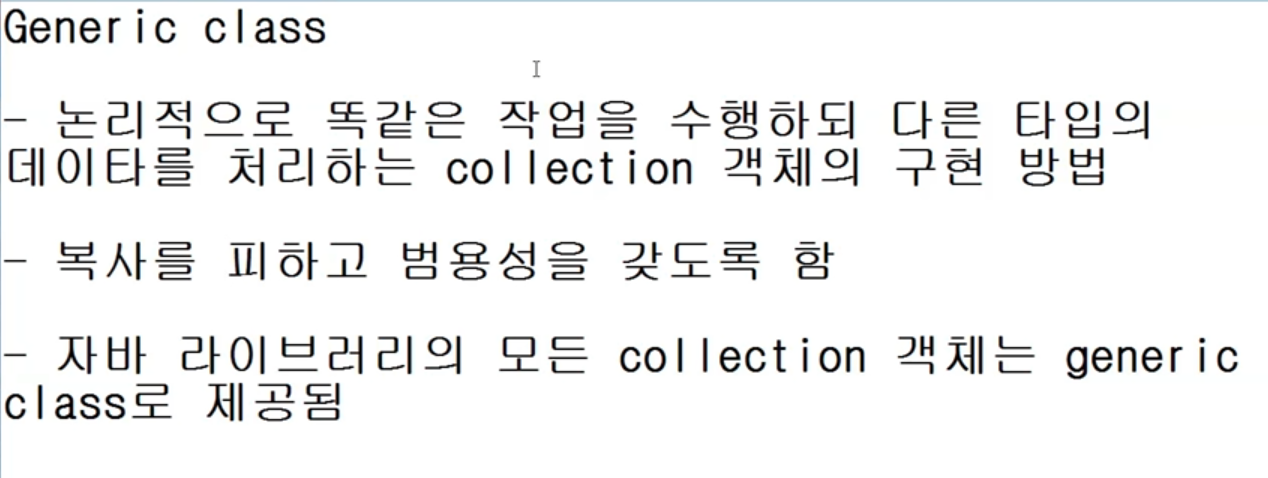 Generic class
- 논리적으로 똑같은 작업을 수행하되 다른 타입의
데이타를 처리하는 collection 객체의 구현 방법
- 복사를 피하고 범용성을 갖도록 함
- 자바 라이브러리의 모든 collection 객체는 generic
class로 제공됨